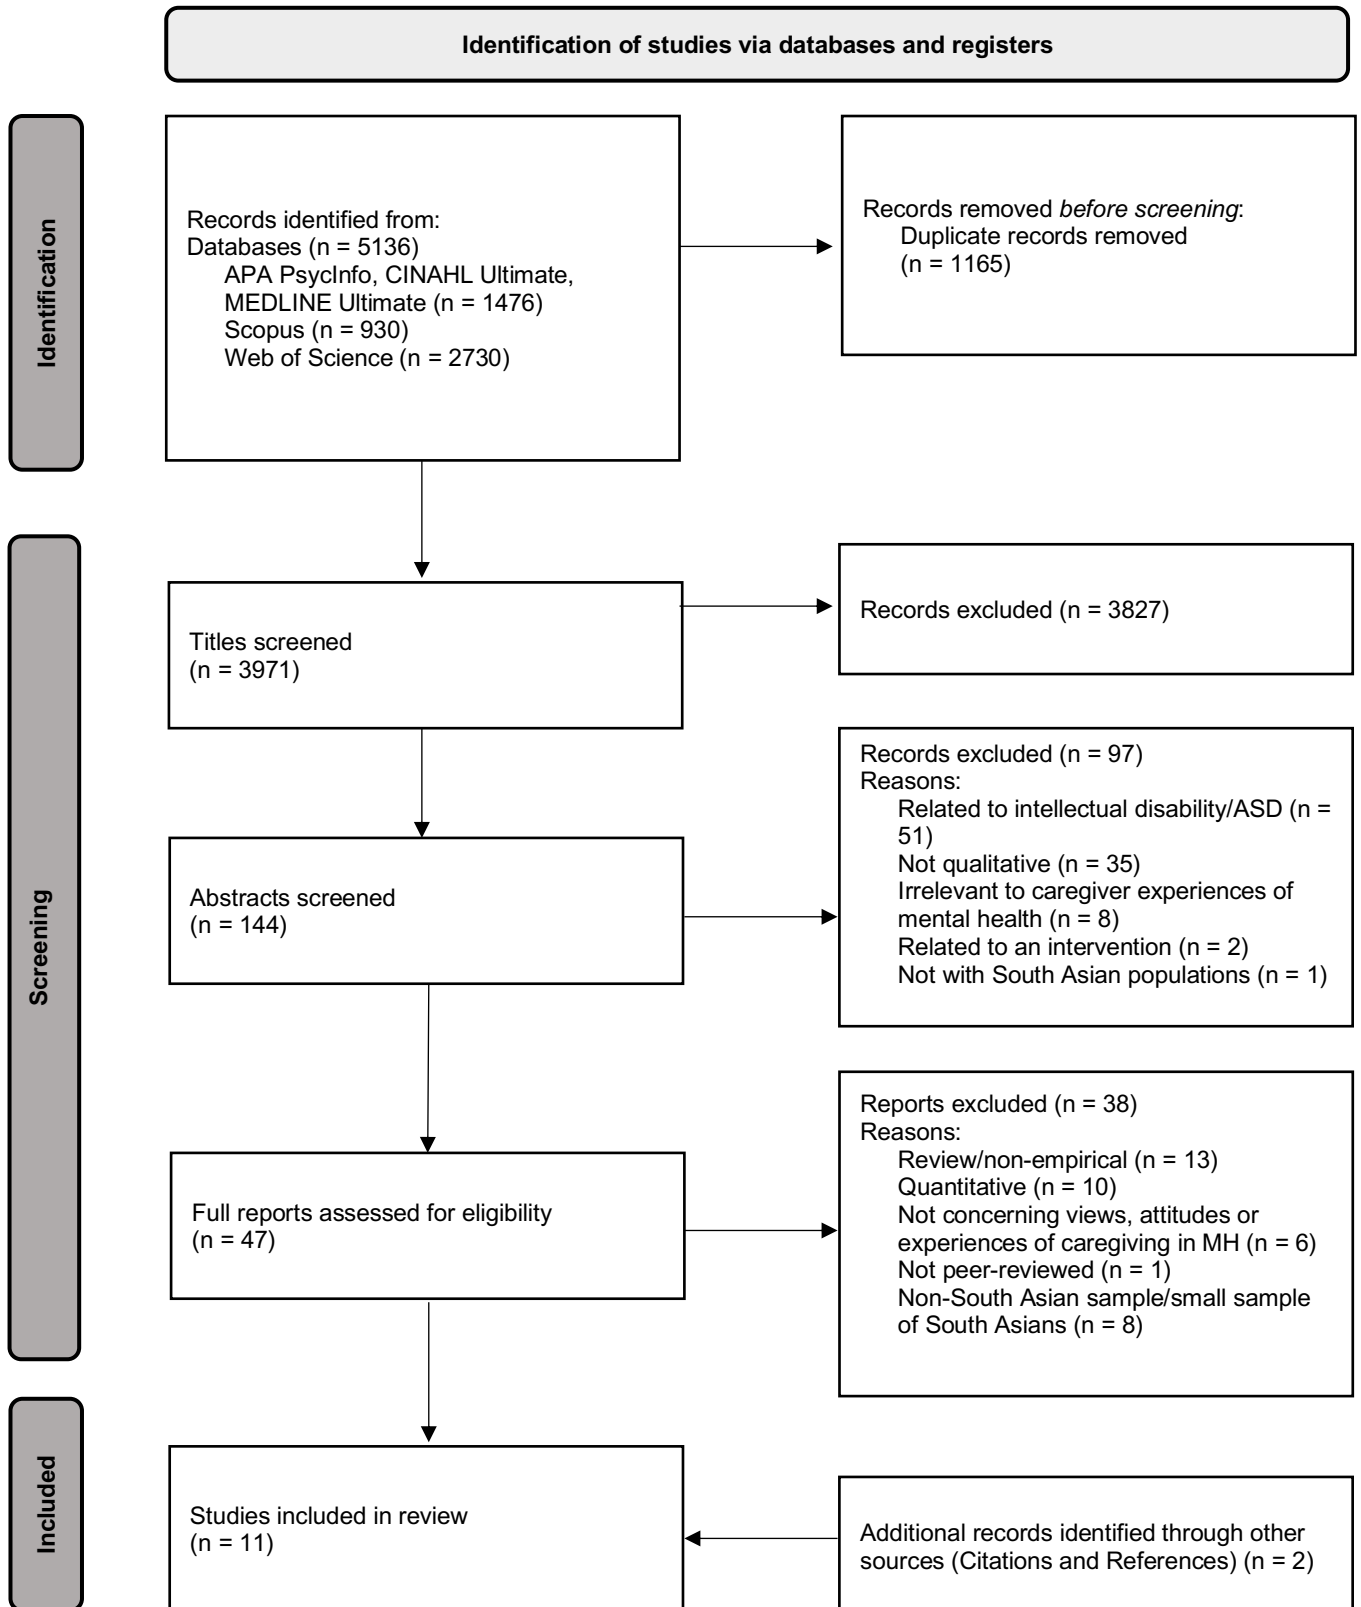 Identification of studies via databases and registers
Identification
Records identified from:
Databases (n = 5136)
APA PsycInfo, CINAHL Ultimate,
MEDLINE Ultimate (n = 1476)
Scopus (n = 930)
Web of Science (n = 2730)
Records removed before screening:
Duplicate records removed
(n = 1165)
Screening
Titles screened
(n = 3971)
Records excluded (n = 3827)
Abstracts screened
(n = 144)
Records excluded (n = 97)
Reasons:
Related to intellectual disability/ASD (n =
51)
Not qualitative (n = 35)
Irrelevant to caregiver experiences of
mental health (n = 8)
Related to an intervention (n = 2)
Not with South Asian populations (n = 1)
Full reports assessed for eligibility
(n = 47)
Reports excluded (n = 38)
Reasons:
Review/non-empirical (n = 13)
Quantitative (n = 10)
Not concerning views, attitudes or
experiences of caregiving in MH (n = 6)
Not peer-reviewed (n = 1)
Non-South Asian sample/small sample
of South Asians (n = 8)
Included
Studies included in review
(n = 11)
Additional records identified through other
sources (Citations and References) (n = 2)